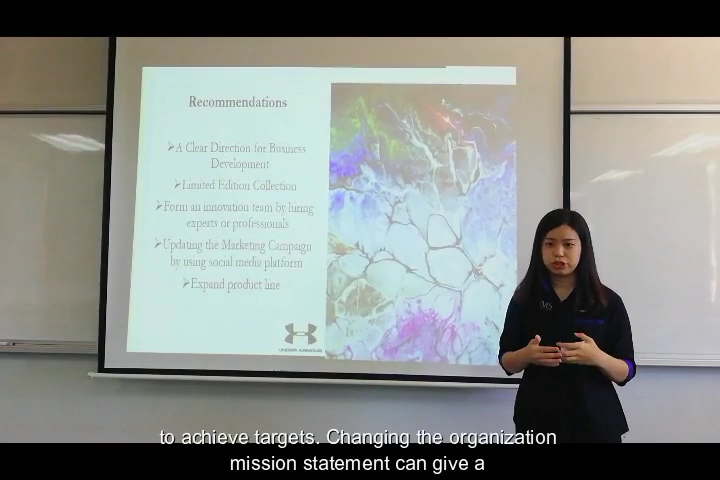 Recommendations
➢A Clear Direction for Business
Development
➢Limited Edition Collection
➢Form an innovation team by hiring
experts or professionals
➢Updating the Marketing Campaign
by using social media platform
➢Expand product line
UNDER ARMOUR
to achieve targets. Changing the organization
mission statement can give a